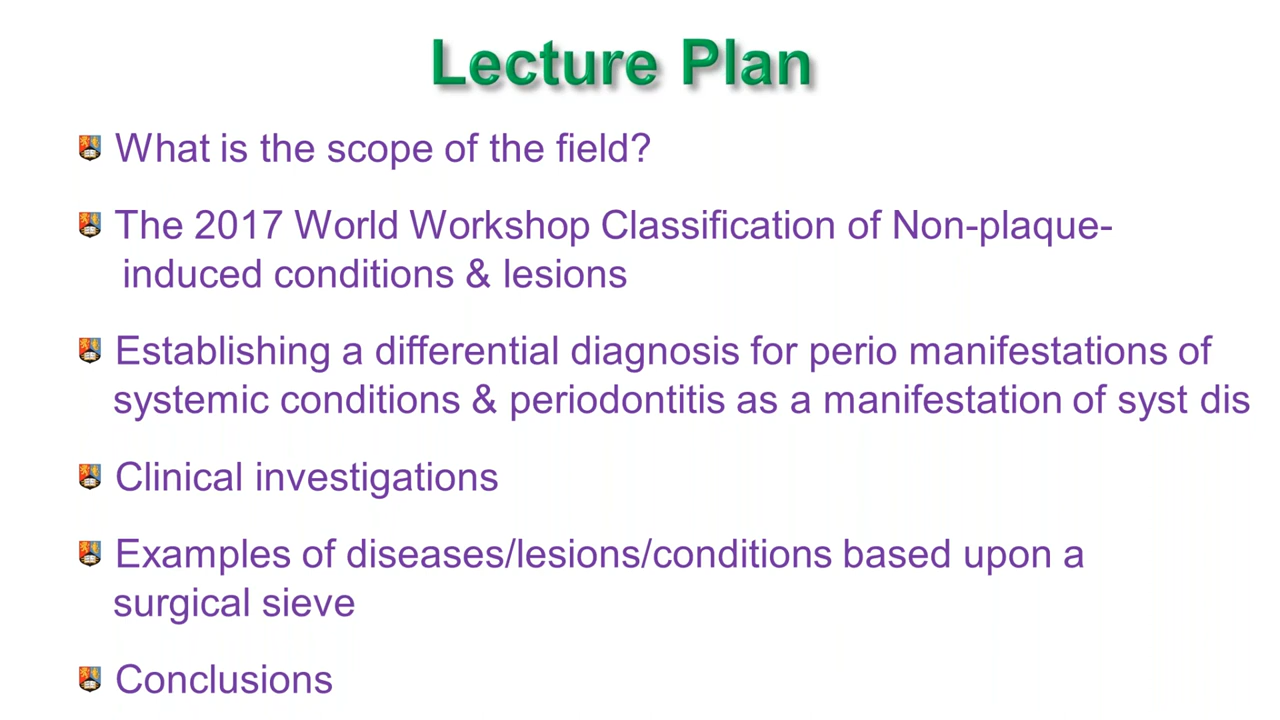 Lecture Plan
What is the scope of the field?
The 2017 World Workshop Classification of Non-plaque-
induced conditions & lesions
Establishing a differential diagnosis for perio manifestations of
systemic conditions & periodontitis as a manifestation of syst dis
Clinical investigations
Examples of diseases/lesions/conditions based upon a
surgical sieve
Conclusions